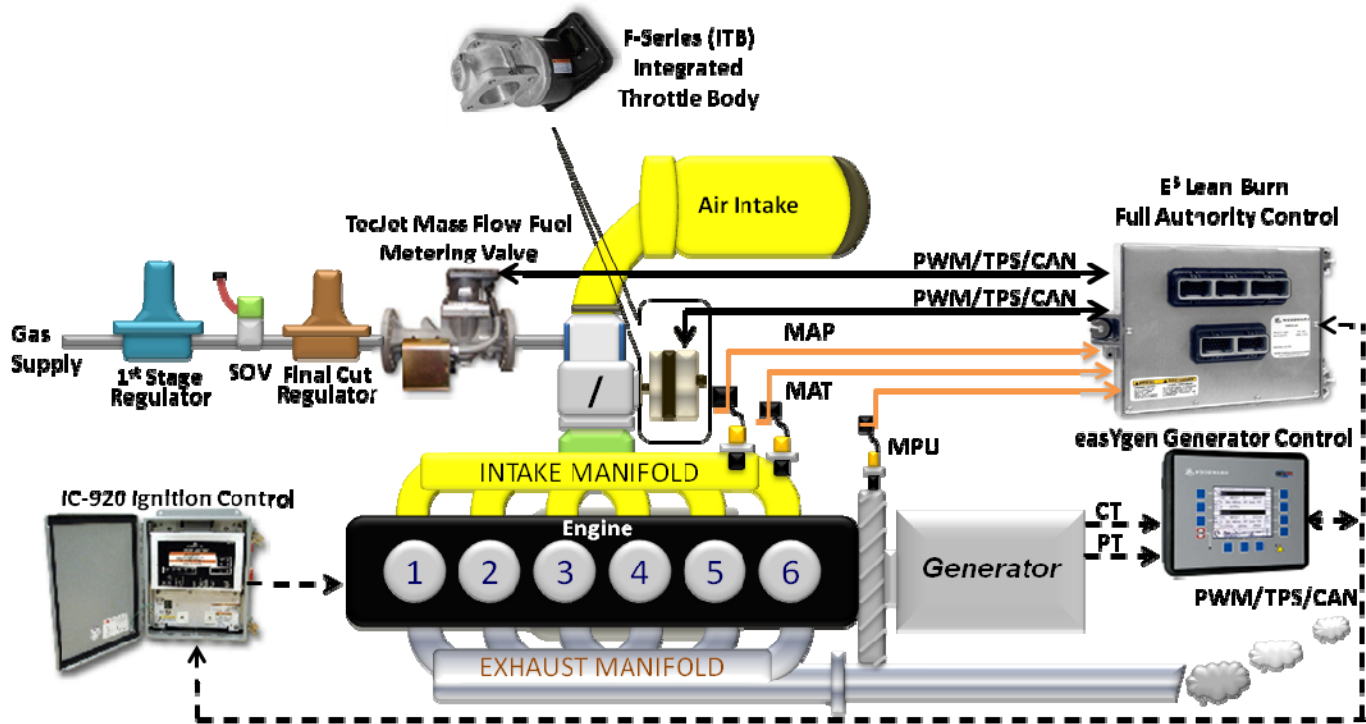 F-Series (ITB)
Integrated
Throttle Body
Air Intake
E³ Lean Burn
Full Authority Control
TecJet Mass Flow Fuel
Metering Valve
PWM/TPS/CAN
PWM/TPS/CAN
MAP
Gas
Supply
1st Stage
Regulator
SOV
Final Cut
Regulator
/
MAT
MPU
easYgen Generator Control
INTAKE MANIFOLD
IC-920 Ignition Control
Engine
1 2 3 4 5 6
Generator
CT
PT
PWM/TPS/CAN
EXHAUST MANIFOLD